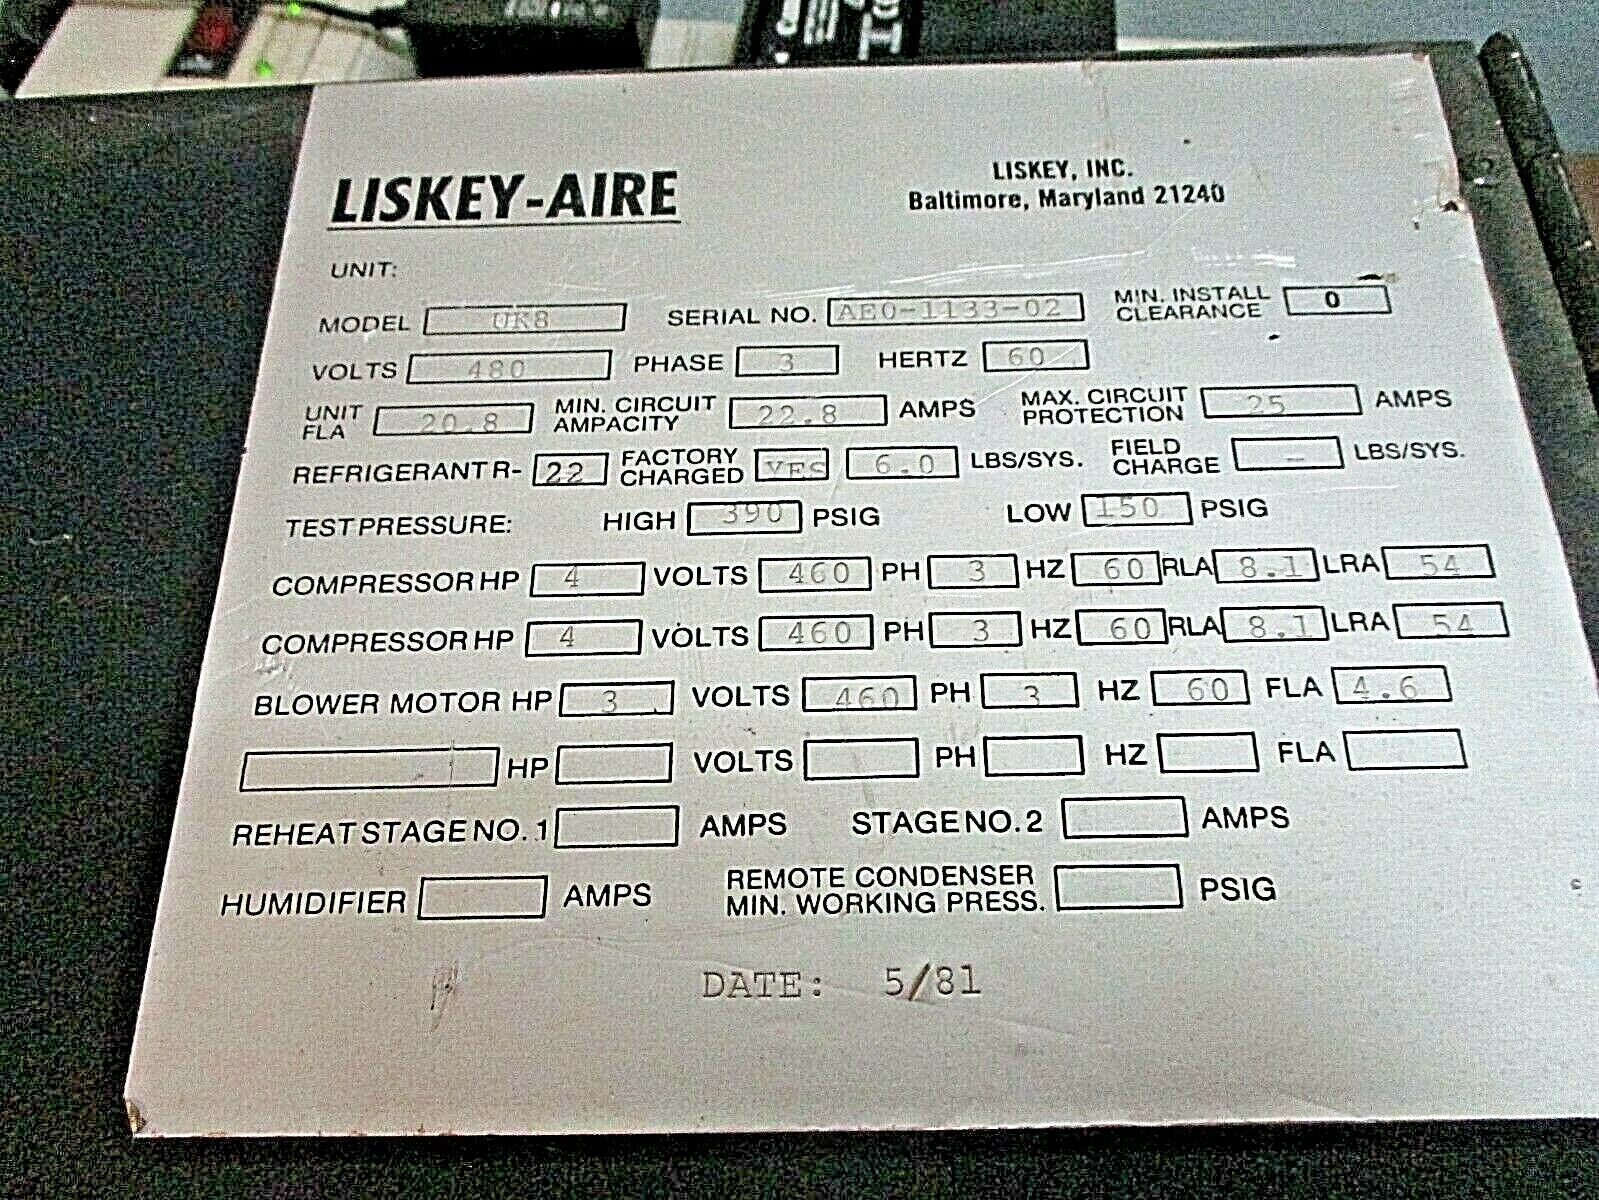 LISKEY-AIRE
LISKEY, INC.
Baltimore, Maryland 21240
UNIT:
MODEL UK8 SERIAL NO. AE0-1133-02 MIN. INSTALL CLEARANCE 0
VOLTS 480 PHASE 3 HERTZ 60
UNIT FLA 20.8 MIN. CIRCUIT AMPACITY 22.8 AMPS MAX. CIRCUIT PROTECTION 25 AMPS
REFRIGERANT R- 22 FACTORY CHARGED YES 6.0 LBS/SYS. FIELD CHARGE – LBS/SYS.
TEST PRESSURE: HIGH 390 PSIG LOW 150 PSIG
COMPRESSOR HP 4 VOLTS 460 PH 3 HZ 60 RLA 8.1 LRA 54
COMPRESSOR HP 4 VOLTS 460 PH 3 HZ 60 RLA 8.1 LRA 54
BLOWER MOTOR HP 3 VOLTS 460 PH 3 HZ 60 FLA 4.6
HP VOLTS PH HZ FLA
REHEAT STAGE NO. 1 AMPS STAGE NO. 2 AMPS
HUMIDIFIER AMPS REMOTE CONDENSER MIN. WORKING PRESS. PSIG
DATE: 5/81